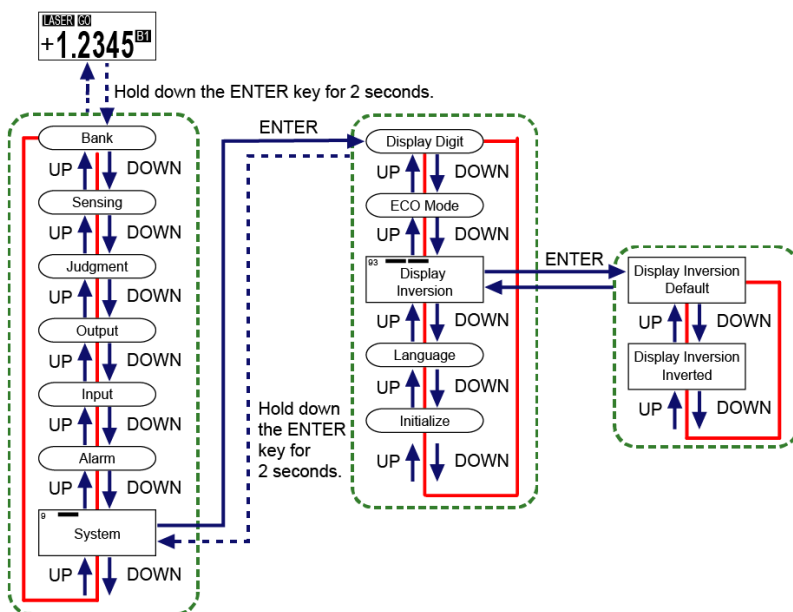 LASER GO
+1.2345 B1
Hold down the ENTER key for 2 seconds.
Bank
UP DOWN
Sensing
UP DOWN
Judgment
UP DOWN
Output
UP DOWN
Input
UP DOWN
Alarm
UP DOWN
9
System
UP DOWN
ENTER
Hold down
the ENTER
key for
2 seconds.
Display Digit
UP DOWN
ECO Mode
UP DOWN
93
Display
Inversion
UP DOWN
Language
UP DOWN
Initialize
UP DOWN
ENTER
Display Inversion
Default
UP DOWN
Display Inversion
Inverted
UP DOWN